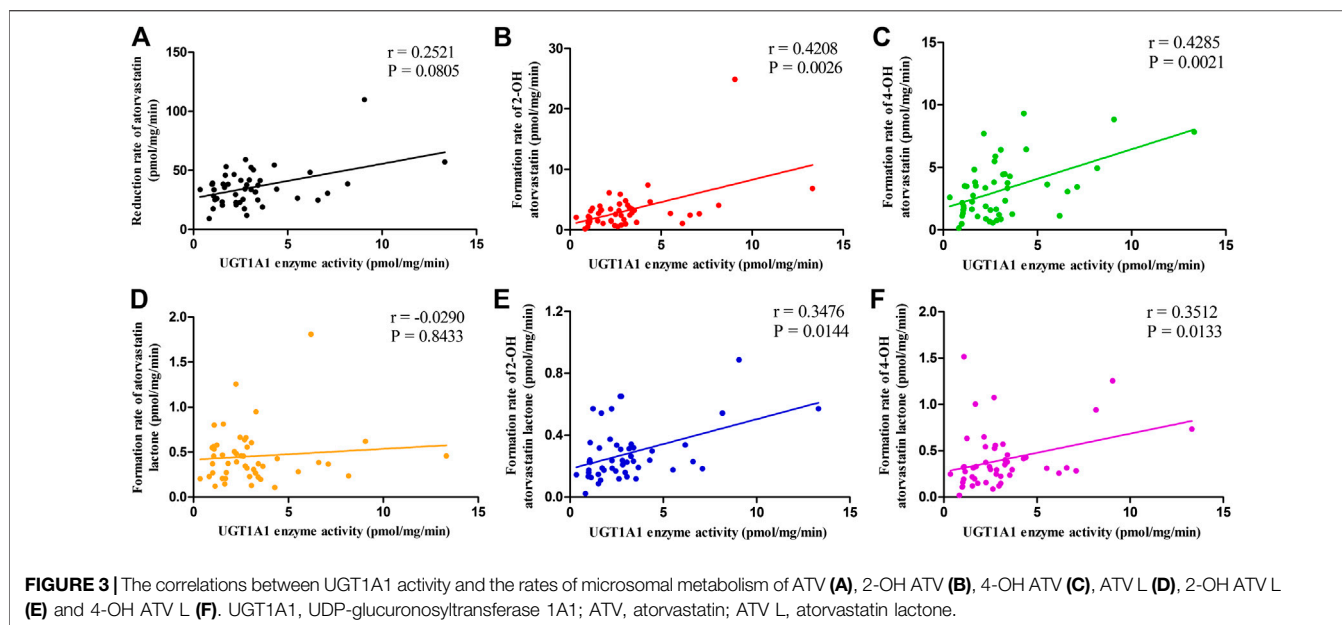 A
r = 0.2521
P = 0.0805
Reduction rate of atorvastatin
(pmol/mg/min)
150
100
50
0
0
5
10
15
UGT1A1 enzyme activity (pmol/mg/min)
B
r = 0.4208
P = 0.0026
Formation rate of 2-OH
atorvastatin (pmol/mg/min)
30
20
10
0
0
5
10
15
UGT1A1 enzyme activity (pmol/mg/min)
C
r = 0.4285
P = 0.0021
Formation rate of 4-OH
atorvastatin (pmol/mg/min)
15
10
5
0
0
5
10
15
UGT1A1 enzyme activity (pmol/mg/min)
D
r = -0.0290
P = 0.8433
Formation rate of atorvastatin
lactone (pmol/mg/min)
2.0
1.5
1.0
0.5
0.0
0
5
10
15
UGT1A1 enzyme activity (pmol/mg/min)
E
r = 0.3476
P = 0.0144
Formation rate of 2-OH
atorvastatin lactone (pmol/mg/min)
1.2
0.8
0.4
0.0
0
5
10
15
UGT1A1 enzyme activity (pmol/mg/min)
F
r = 0.3512
P = 0.0133
Formation rate of 4-OH
atorvastatin lactone (pmol/mg/min)
2.0
1.5
1.0
0.5
0.0
0
5
10
15
UGT1A1 enzyme activity (pmol/mg/min)
FIGURE 3 | The correlations between UGT1A1 activity and the rates of microsomal metabolism of ATV (A), 2-OH ATV (B), 4-OH ATV (C), ATV L (D), 2-OH ATV L
(E) and 4-OH ATV L (F). UGT1A1, UDP-glucuronosyltransferase 1A1; ATV, atorvastatin; ATV L, atorvastatin lactone.